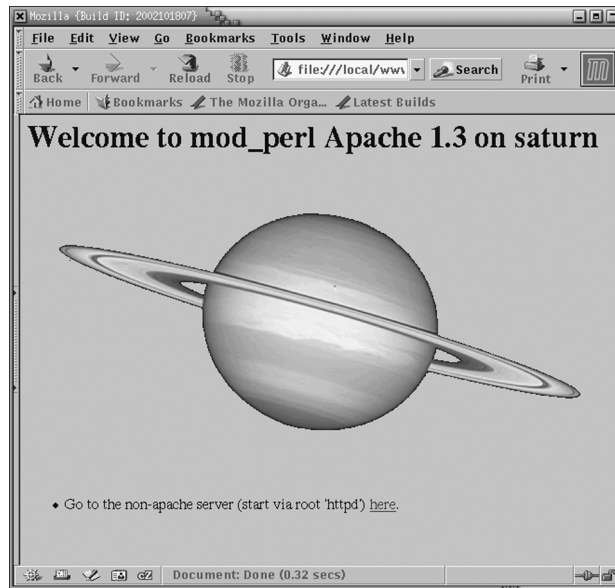 Mozilla {Build ID: 2002101807}
File Edit View Go Bookmarks Tools Window Help
Back Forward Reload Stop file:///local/ww Search Print
Home Bookmarks The Mozilla Orga... Latest Builds
Welcome to mod_perl Apache 1.3 on saturn
Go to the non-apache server (start via root 'httpd') here.
Document: Done (0.32 secs)